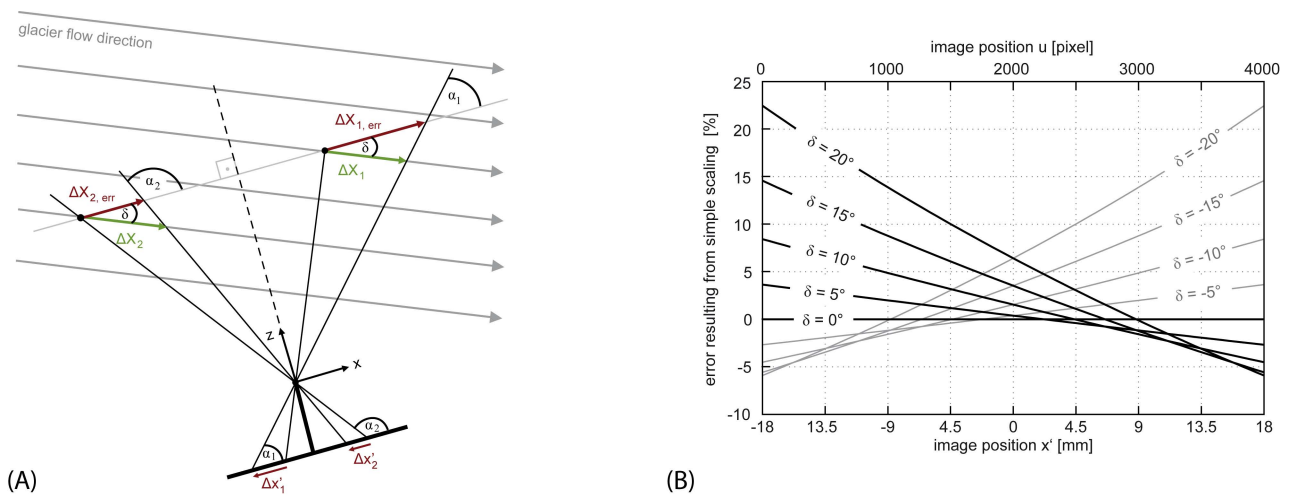 glacier flow direction
α₁
ΔX₁, err
δ
ΔX₁
α₂
ΔX₂, err
δ
ΔX₂
z
x
α₁
α₂
Δx'₁
Δx'₂
(A)
image position u [pixel]
0 1000 2000 3000 4000
error resulting from simple scaling [%]
25
20
15
10
5
0
-5
-10
δ = 20°
δ = 15°
δ = 10°
δ = 5°
δ = 0°
δ = -20°
δ = -15°
δ = -10°
δ = -5°
-18 13.5 -9 4.5 0 4.5 9 13.5 18
image position x' [mm]
(B)